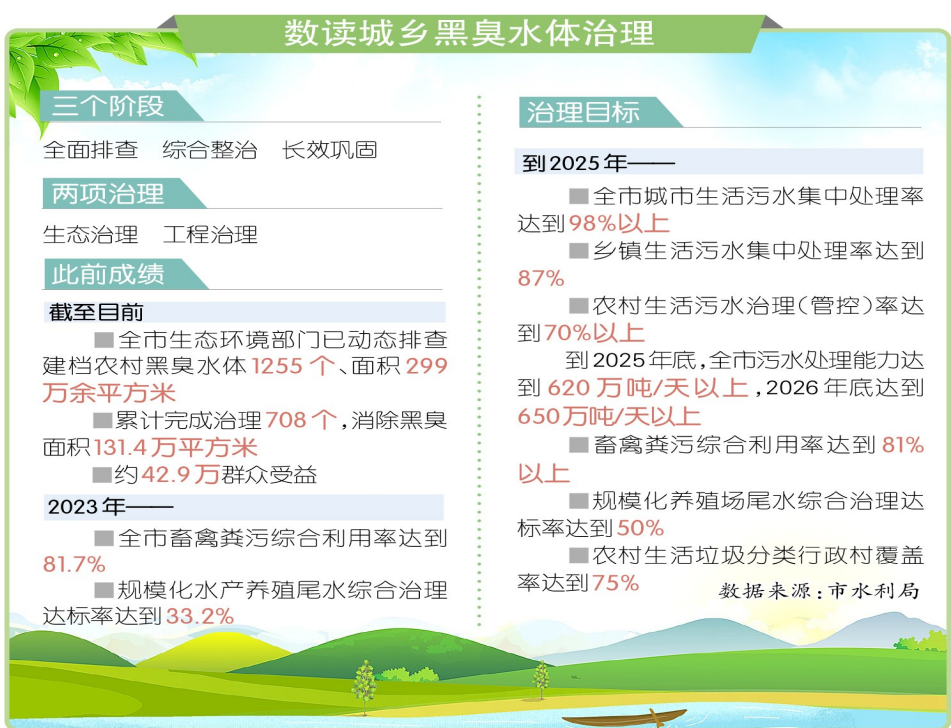 数读城乡黑臭水体治理
三个阶段
全面排查 综合整治 长效巩固
两项治理
生态治理 工程治理
此前成绩
截至目前
■全市生态环境部门已动态排查
建档农村黑臭水体1255个、面积299
万余平方米
■累计完成治理708个,消除黑臭
面积131.4万平方米
■约42.9万群众受益
2023年——
■全市畜禽粪污综合利用率达到
81.7%
■规模化水产养殖尾水综合治理
达标率达到33.2%
治理目标
到2025年——
■全市城市生活污水集中处理率
达到98%以上
■乡镇生活污水集中处理率达到
87%
■农村生活污水治理(管控)率达
到70%以上
到2025年底,全市污水处理能力达
到620万吨/天以上,2026年底达到
650万吨/天以上
■畜禽粪污综合利用率达到81%
以上
■规模化养殖场尾水综合治理达
标率达到50%
■农村生活垃圾分类行政村覆盖
率达到75%
数据来源:市水利局